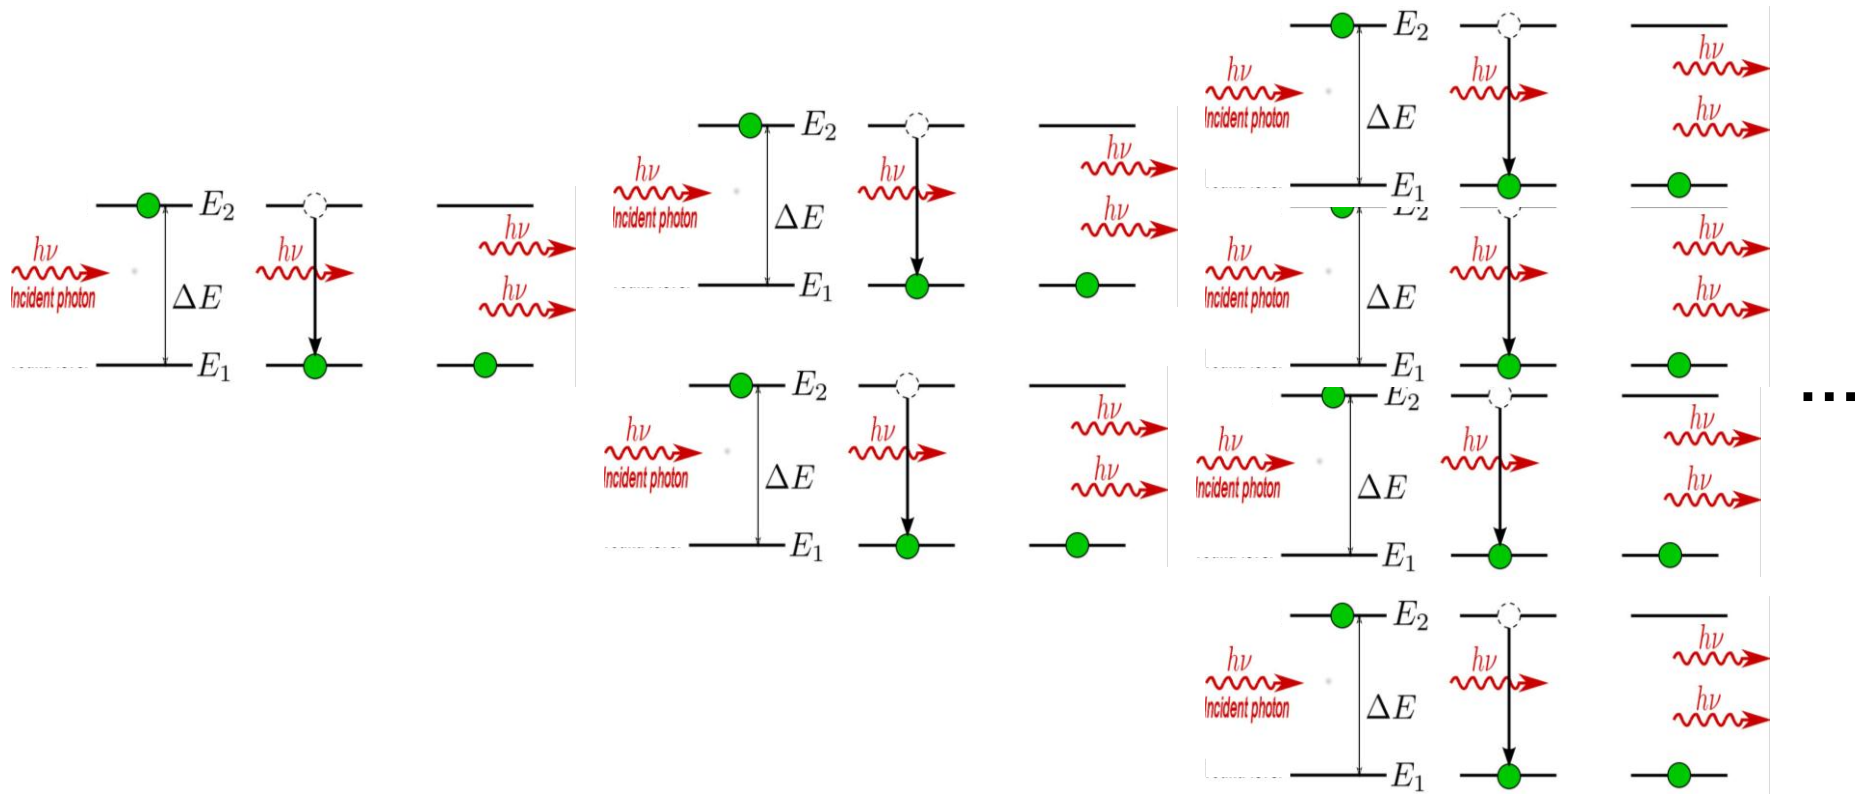 hν
Incident photon
E₂
ΔE
E₁
hν
hν
hν
hν
Incident photon
E₂
ΔE
E₁
hν
hν
hν
hν
Incident photon
E₂
ΔE
E₁
hν
hν
hν
hν
Incident photon
E₂
ΔE
E₁
hν
hν
hν
hν
Incident photon
E₂
ΔE
E₁
hν
hν
hν
hν
Incident photon
E₂
ΔE
E₁
hν
hν
hν
hν
Incident photon
E₂
ΔE
E₁
hν
hν
hν
...